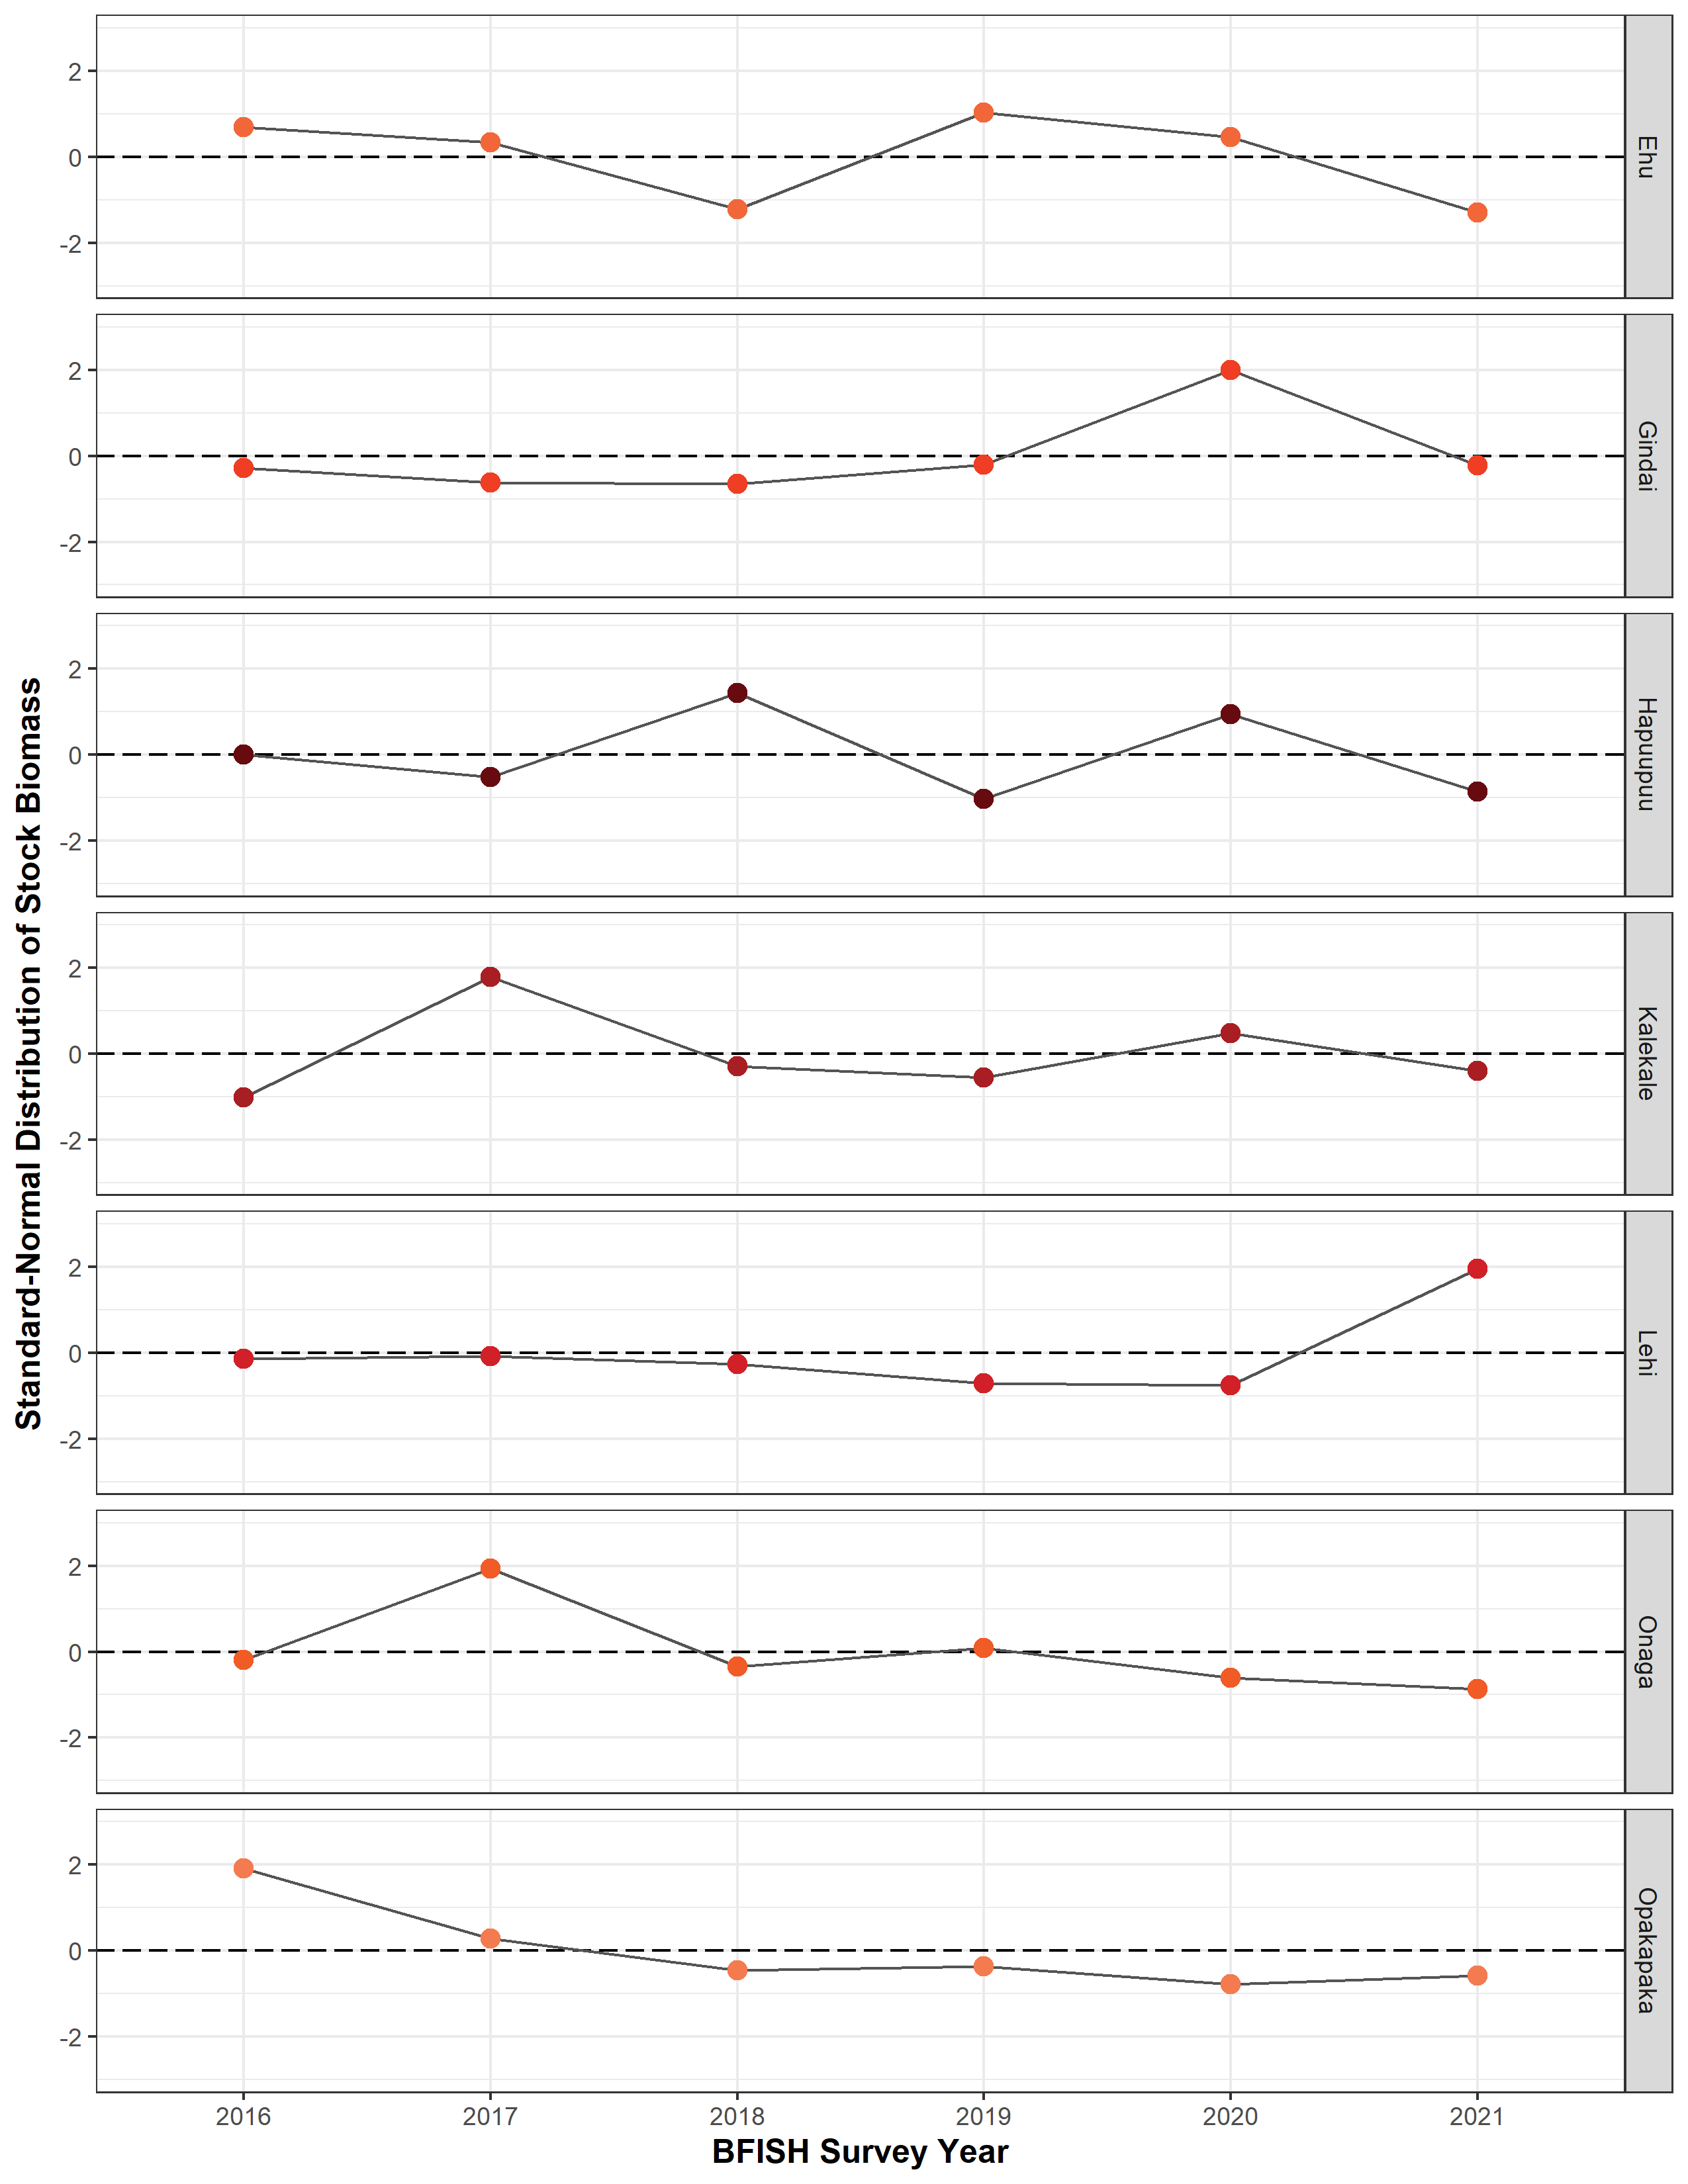 Standard-Normal Distribution of Stock Biomass
2
0
-2
Ehu
2
0
-2
Gindai
2
0
-2
Hapupuu
2
0
-2
Kalekale
2
0
-2
Lehi
2
0
-2
Onaga
2
0
-2
Opakapaka
2016 2017 2018 2019 2020 2021
BFISH Survey Year